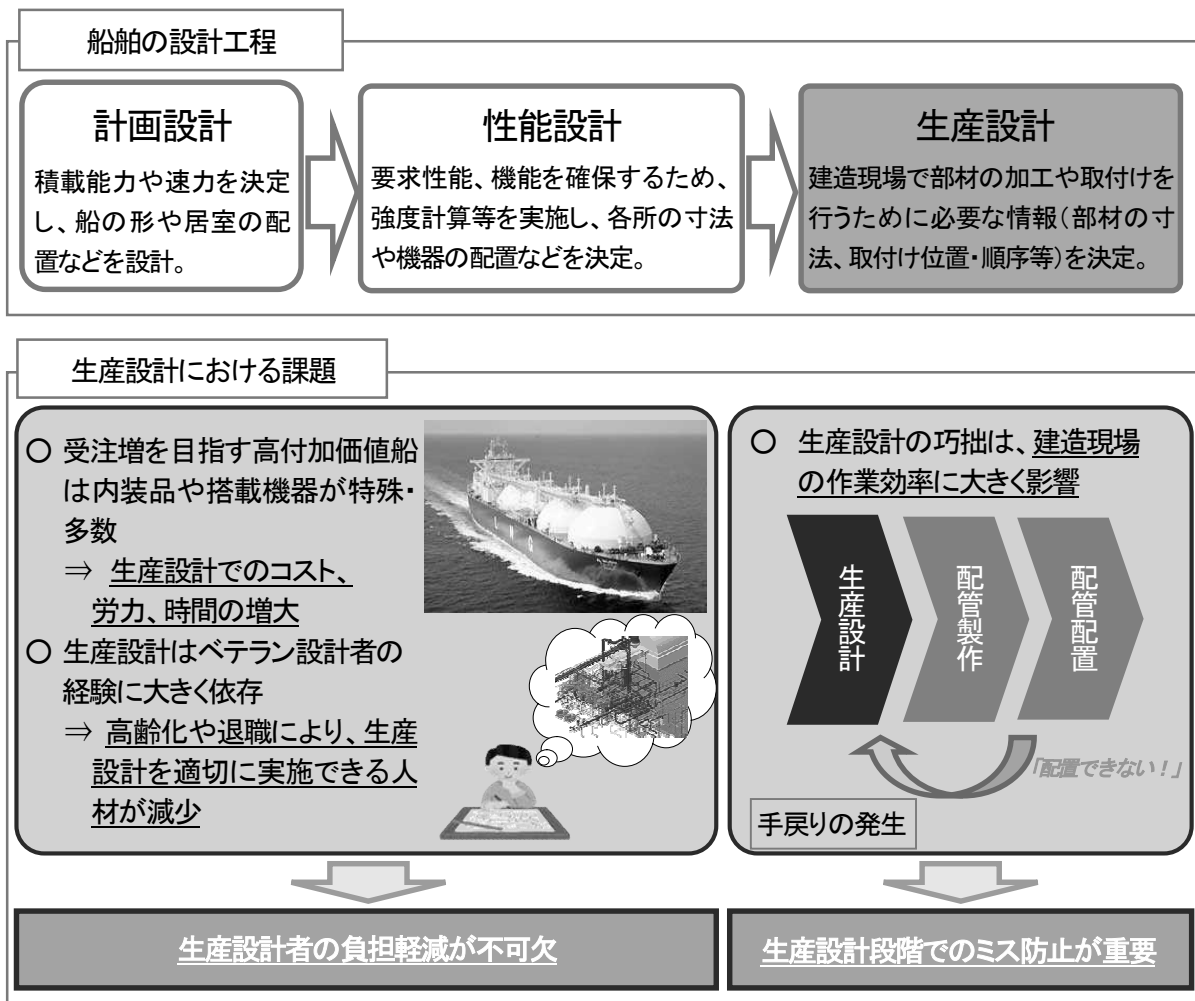 船舶の設計工程
計画設計
積載能力や速力を決定
し、船の形や居室の配
置などを設計。
性能設計
要求性能、機能を確保するため、
強度計算等を実施し、各所の寸法
や機器の配置などを決定。
生産設計
建造現場で部材の加工や取付けを
行うために必要な情報(部材の寸
法、取付け位置・順序等)を決定。
生産設計における課題
〇 受注増を目指す高付加価値船
は内装品や搭載機器が特殊・
多数
⇒ 生産設計でのコスト、
労力、時間の増大
〇 生産設計はベテラン設計者の
経験に大きく依存
⇒ 高齢化や退職により、生産
設計を適切に実施できる人
材が減少
LNG
〇 生産設計の巧拙は、建造現場
の作業効率に大きく影響
生産設計
配管製作
配管配置
「配置できない!」
手戻りの発生
生産設計者の負担軽減が不可欠
生産設計段階でのミス防止が重要